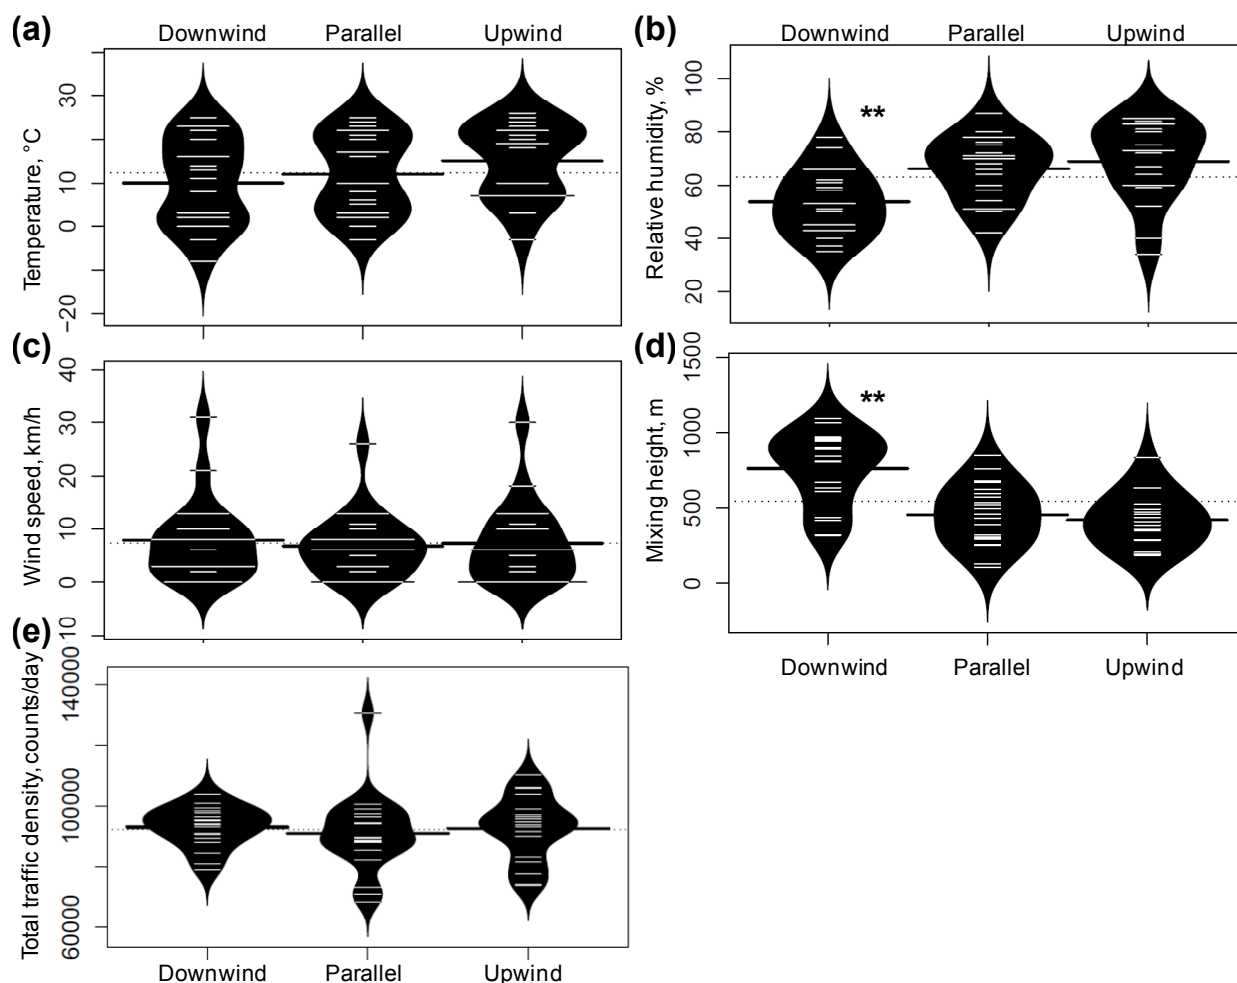 (a)
Downwind Parallel Upwind
Temperature, °C
30
10
0
−20
(b)
Downwind Parallel Upwind
Relative humidity, %
100
80
60
40
20
**
(c)
Wind speed, km/h
40
30
20
10
0
10
(d)
Mixing height, m
1500
1000
500
0
**
Downwind Parallel Upwind
(e)
Total traffic density, counts/day
140000
100000
60000
Downwind Parallel Upwind